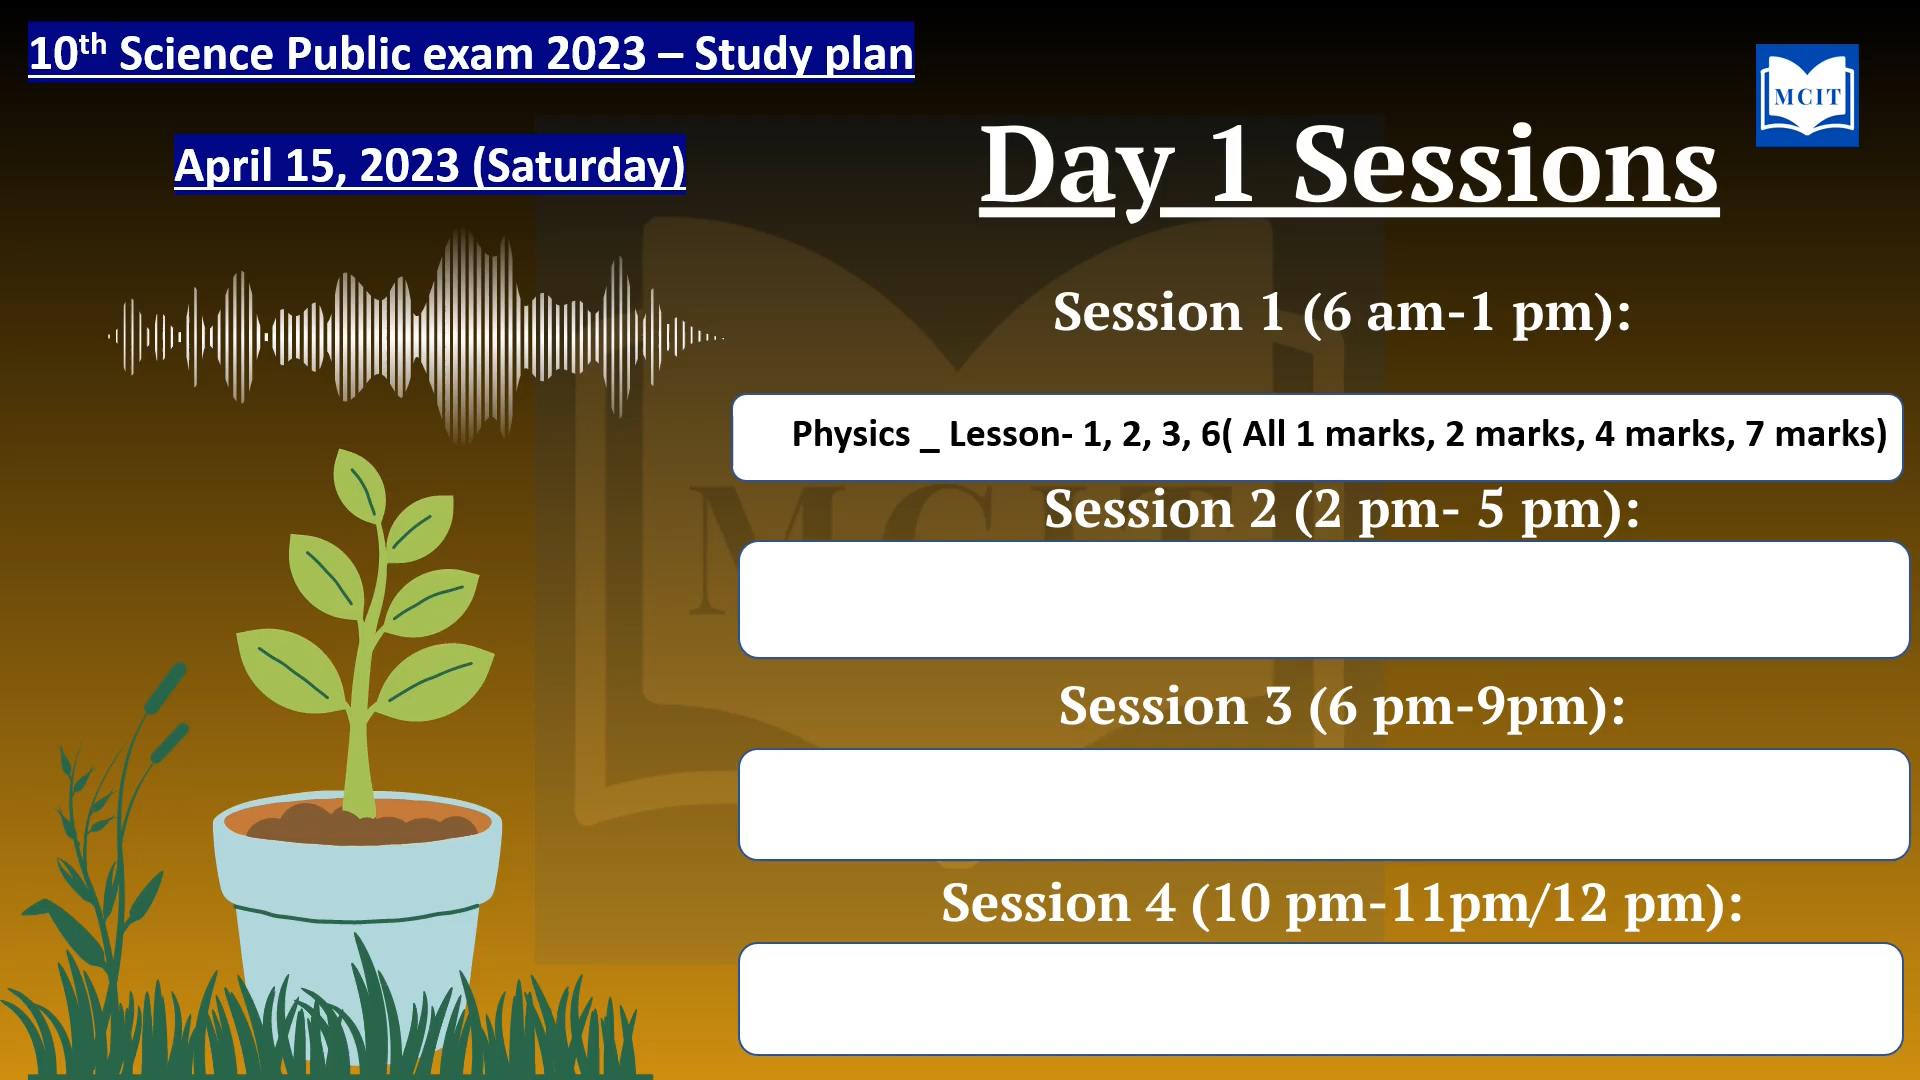 10th Science Public exam 2023 – Study plan
April 15, 2023 (Saturday)
MCIT
Day 1 Sessions
Session 1 (6 am-1 pm):
Physics _ Lesson- 1, 2, 3, 6( All 1 marks, 2 marks, 4 marks, 7 marks)
Session 2 (2 pm- 5 pm):
Session 3 (6 pm-9pm):
Session 4 (10 pm-11pm/12 pm):